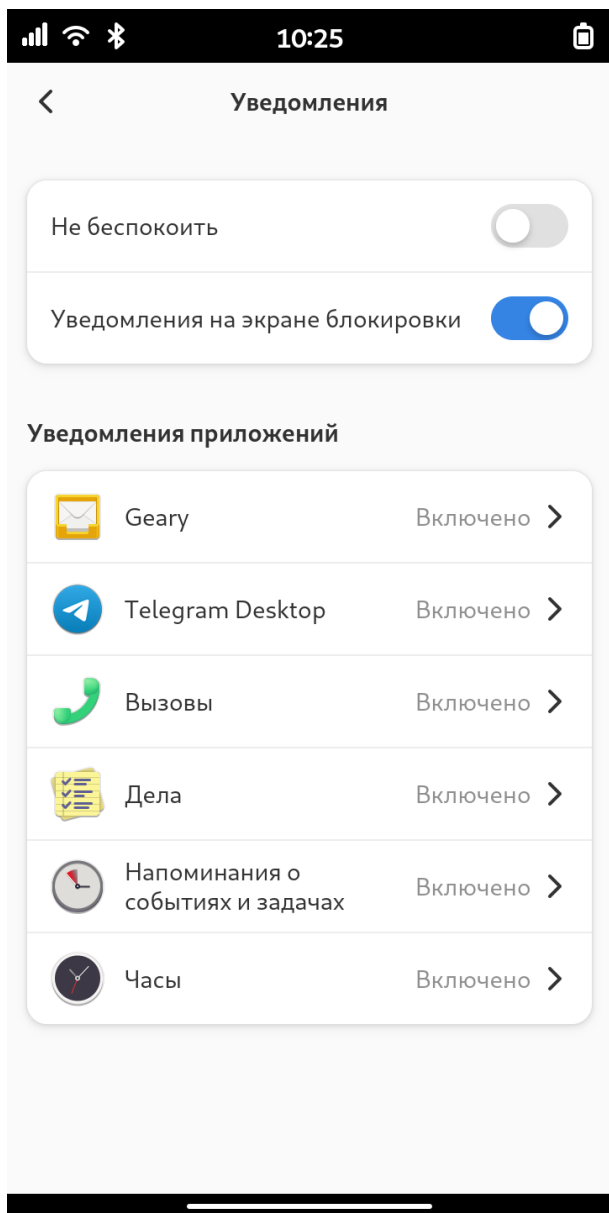 10:25
Уведомления
Не беспокоить
Уведомления на экране блокировки
Уведомления приложений
Geary Включено
Telegram Desktop Включено
Вызовы Включено
Дела Включено
Напоминания о
событиях и задачах Включено
Часы Включено